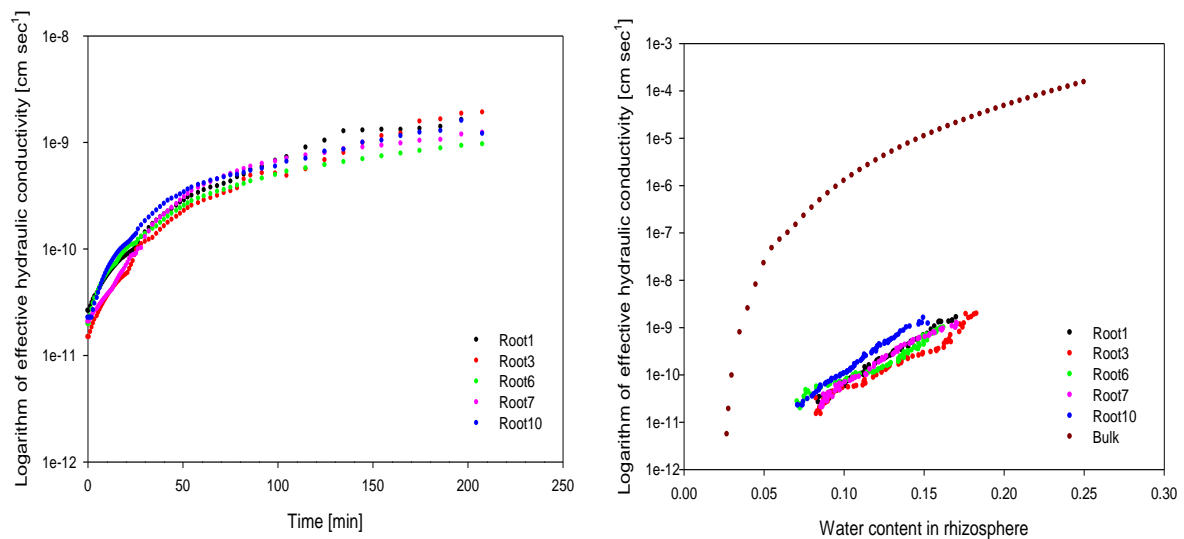 Logarithm of effective hydraulic conductivity [cm sec¹]
1e-8
1e-9
1e-10
1e-11
1e-12
0
50
100
150
200
250
Time [min]
Root1
Root3
Root6
Root7
Root10
Logarithm of effective hydraulic conductivity [cm sec¹]
1e-3
1e-4
1e-5
1e-6
1e-7
1e-8
1e-9
1e-10
1e-11
1e-12
0.00
0.05
0.10
0.15
0.20
0.25
0.30
Water content in rhizosphere
Root1
Root3
Root6
Root7
Root10
Bulk